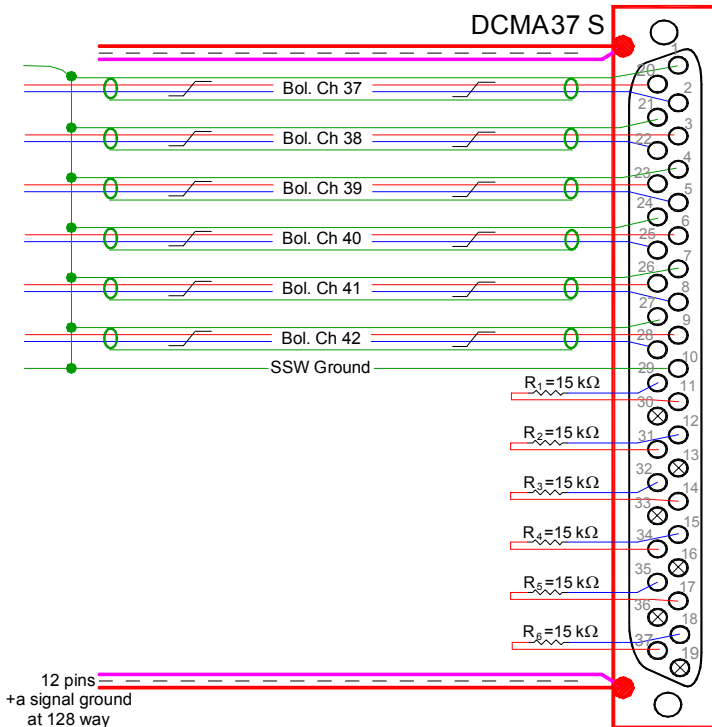 DCMA37 S
1
20
Bol. Ch 37
2
21
Bol. Ch 38
3
22
4
23
Bol. Ch 39
5
24
6
Bol. Ch 40
25
7
26
Bol. Ch 41
8
27
9
Bol. Ch 42
28
10
SSW Ground
29
R1=15 kΩ
11
30
12
R2=15 kΩ
31
13
32
R3=15 kΩ
14
33
15
R4=15 kΩ
34
16
35
R5=15 kΩ
17
36
18
R6=15 kΩ
37
19
12 pins
+a signal ground
at 128 way